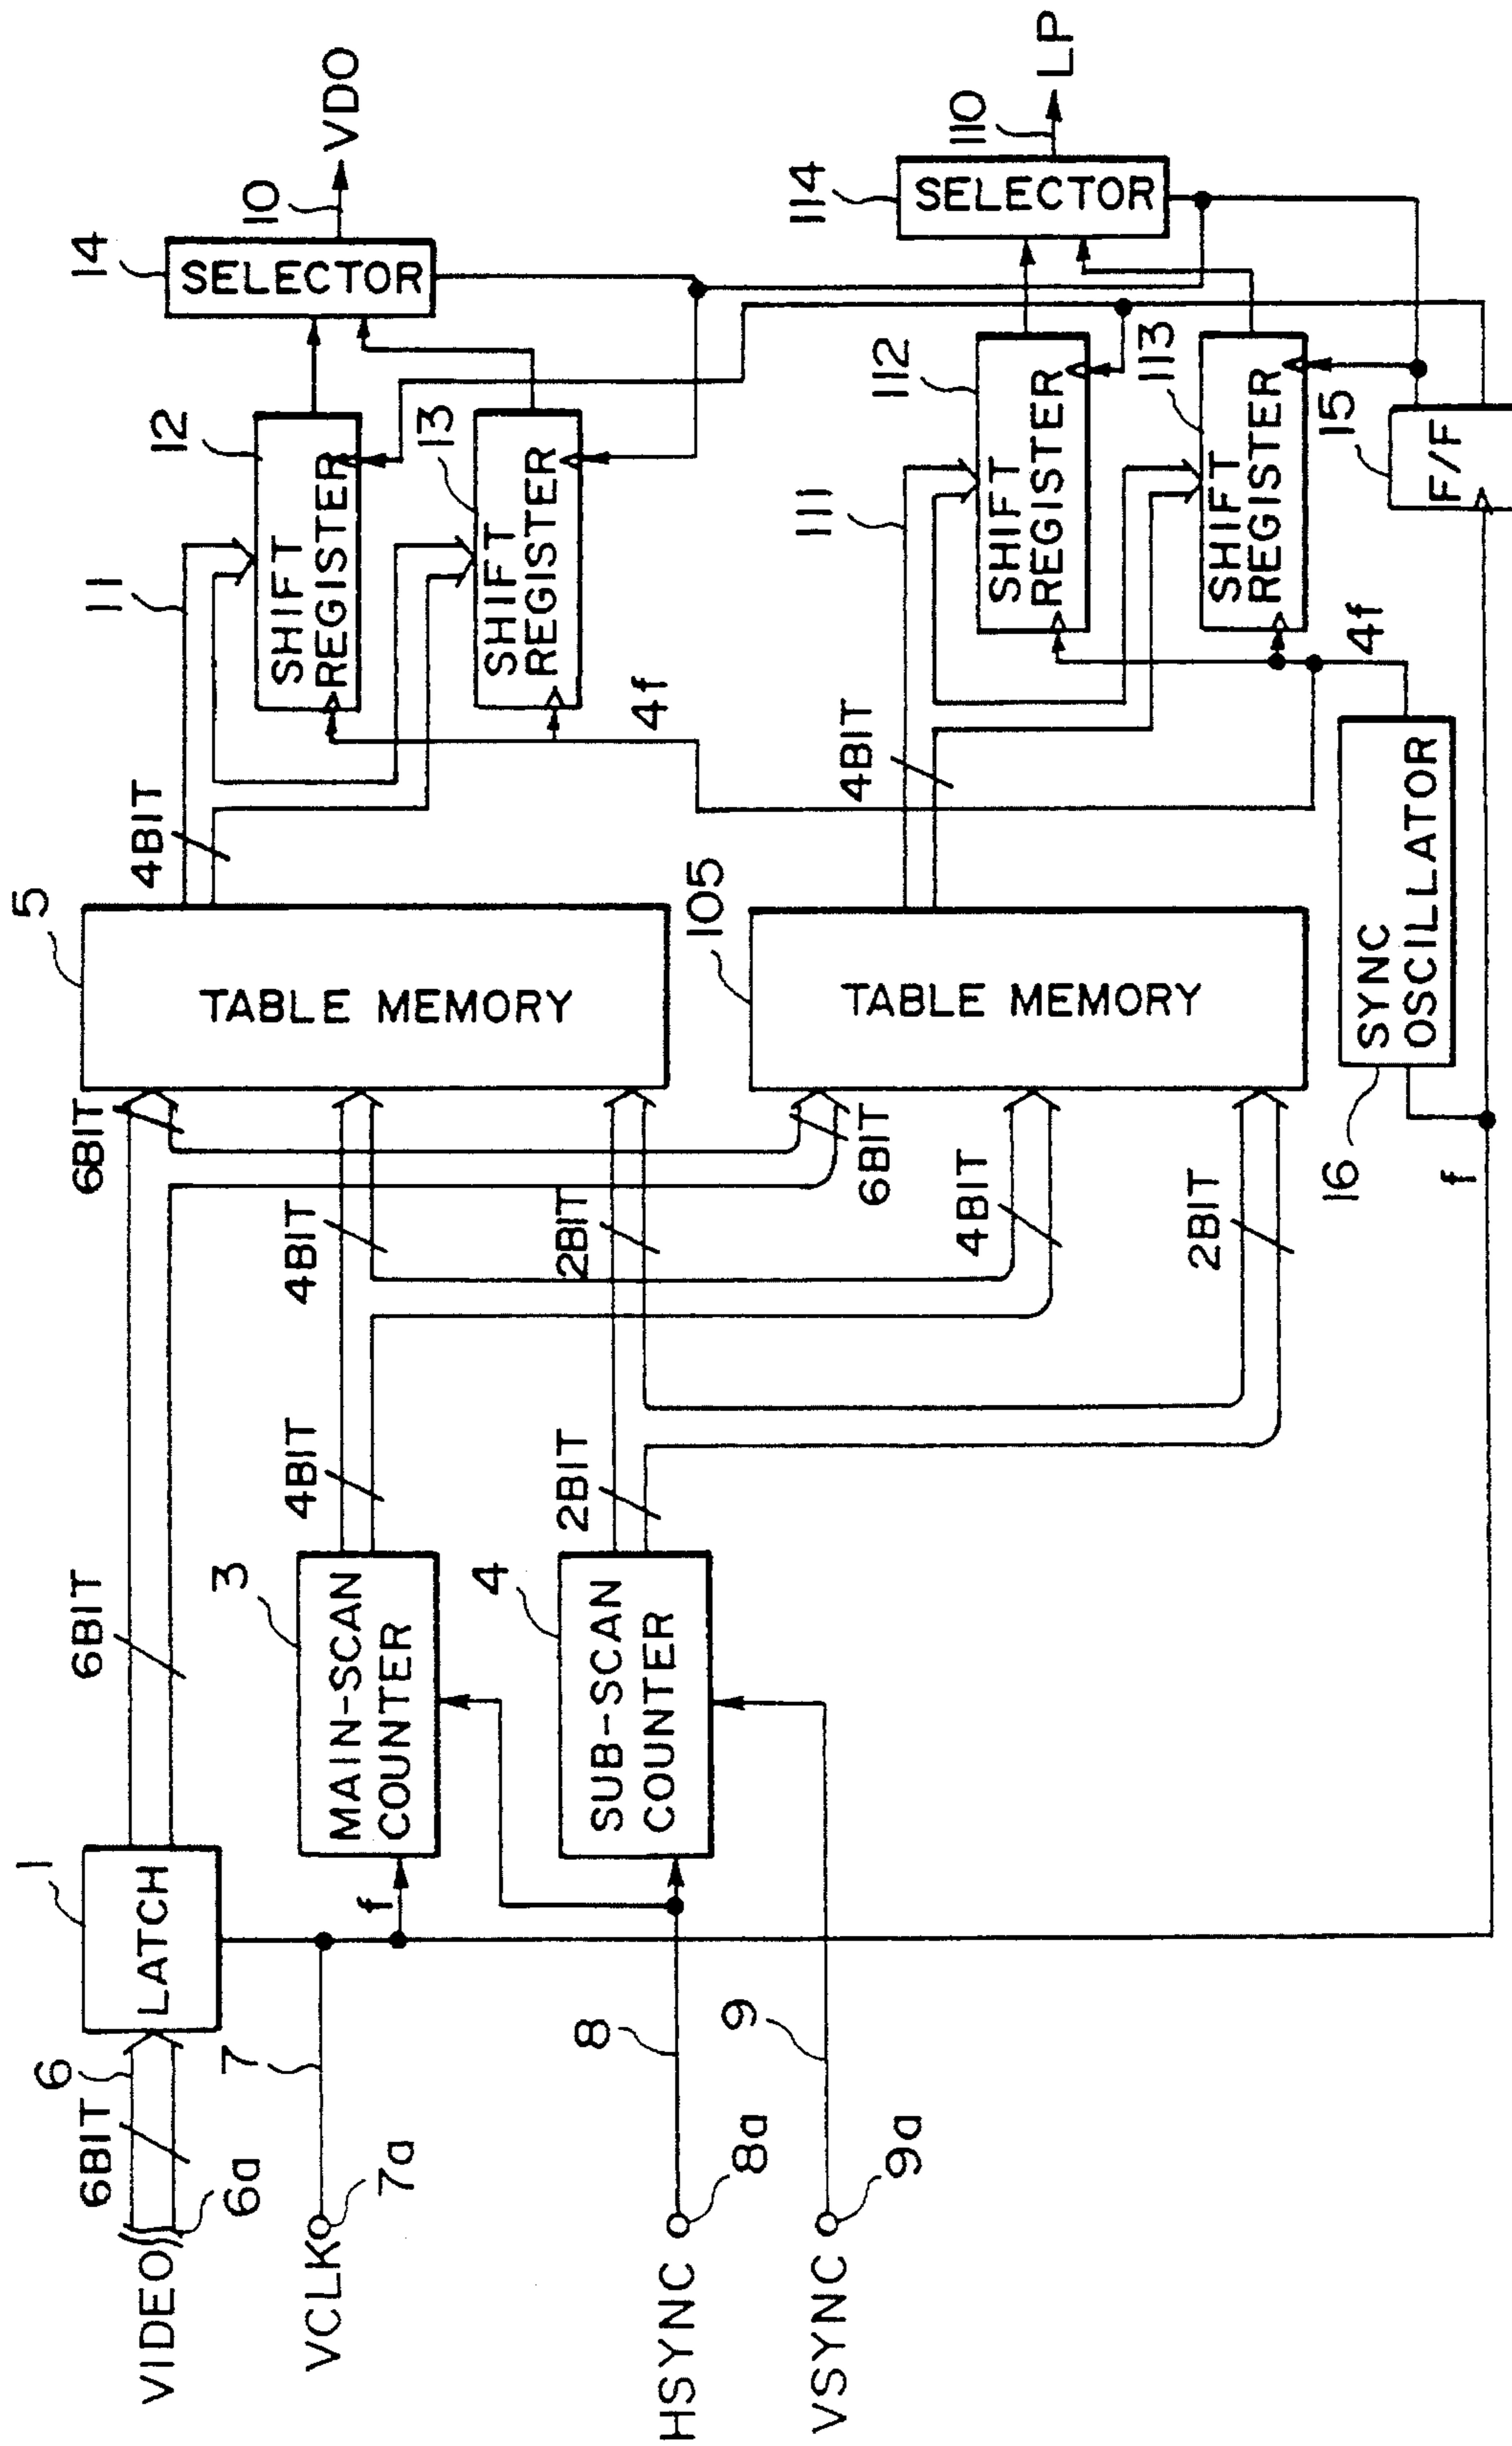 VIDEO
6BIT
6
6a
1
LATCH
6BIT
6BIT
VCLK
7a
7
f
3
MAIN-SCAN
COUNTER
4BIT
4BIT
HSYNC
8a
8
4
SUB-SCAN
COUNTER
2BIT
2BIT
VSYNC
9a
9
5
TABLE MEMORY
4BIT
11
12
SHIFT
REGISTER
13
SHIFT
REGISTER
4f
14
SELECTOR
10
VDO
6BIT
4BIT
2BIT
105
TABLE MEMORY
4BIT
111
112
SHIFT
REGISTER
113
SHIFT
REGISTER
4f
114
SELECTOR
110
LP
16
SYNC
OSCILLATOR
f
15
F/F